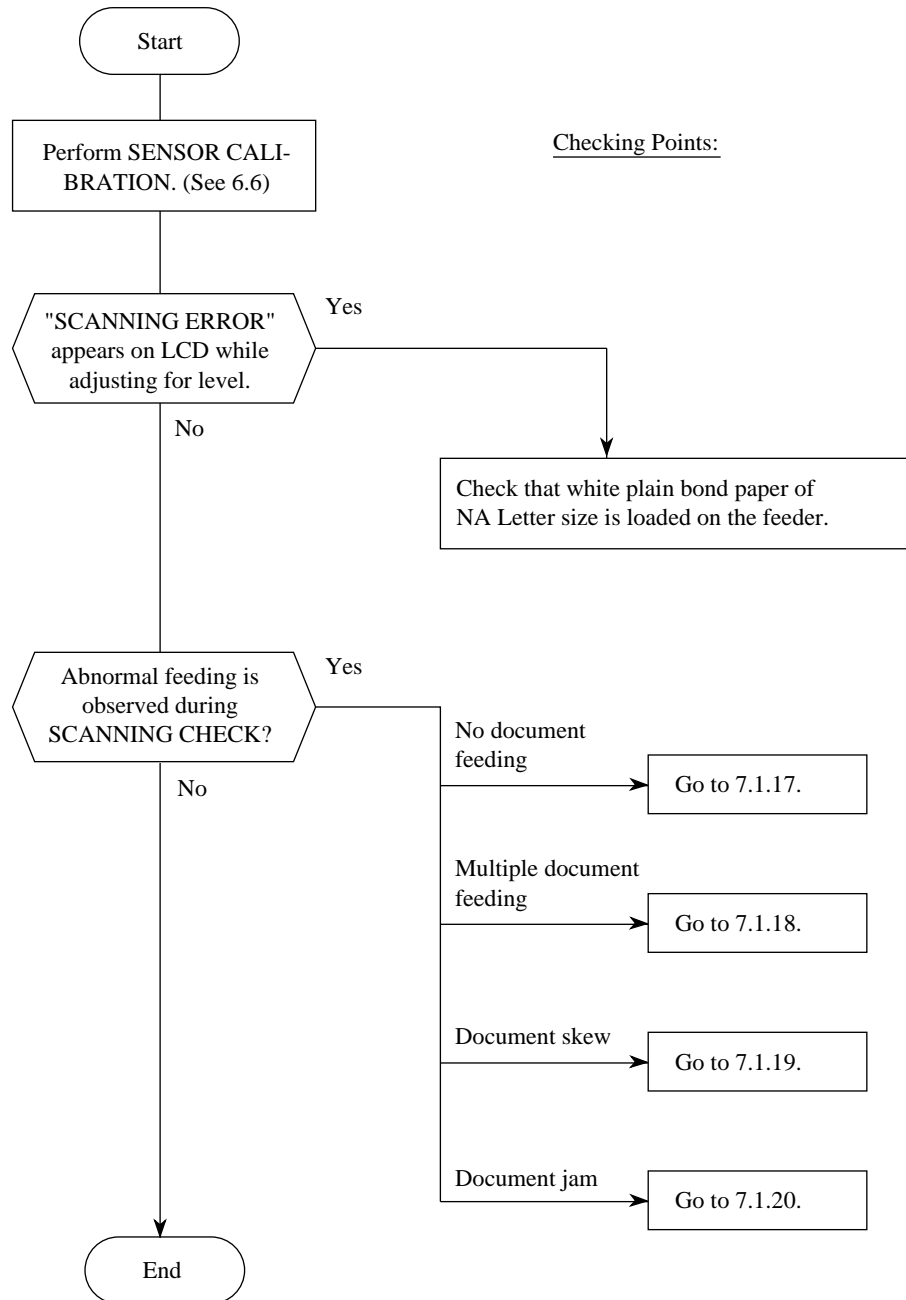 Start
Perform SENSOR CALI-
BRATION. (See 6.6)
Checking Points:
"SCANNING ERROR"
appears on LCD while
adjusting for level.
Yes
No
Check that white plain bond paper of
NA Letter size is loaded on the feeder.
Abnormal feeding is
observed during
SCANNING CHECK?
Yes
No
No document
feeding
Go to 7.1.17.
Multiple document
feeding
Go to 7.1.18.
Document skew
Go to 7.1.19.
Document jam
Go to 7.1.20.
End